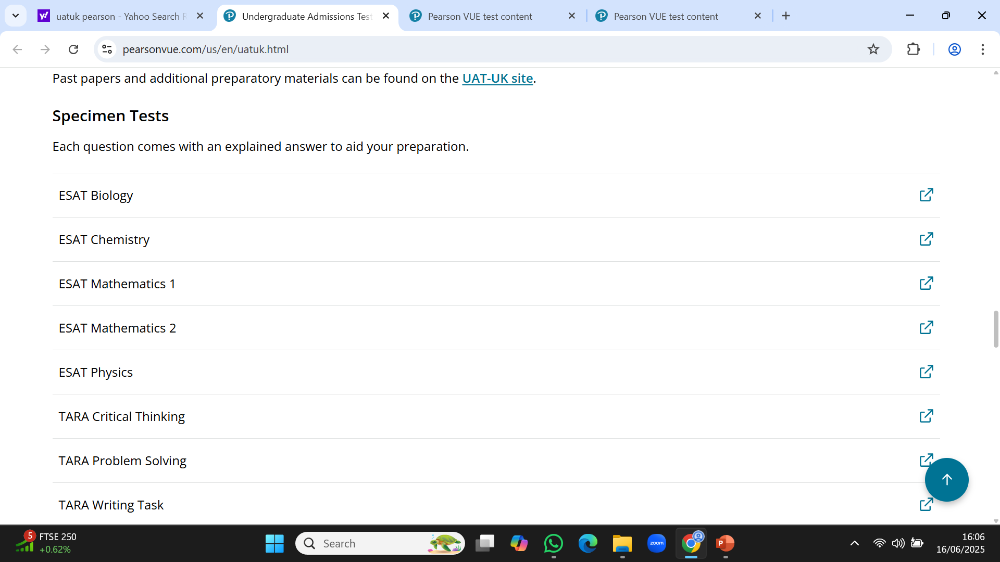 uatuk pearson - Yahoo Search R
Undergraduate Admissions Test
Pearson VUE test content
Pearson VUE test content
pearsonvue.com/us/en/uatuk.html
Past papers and additional preparatory materials can be found on the UAT-UK site.
Specimen Tests
Each question comes with an explained answer to aid your preparation.
ESAT Biology
ESAT Chemistry
ESAT Mathematics 1
ESAT Mathematics 2
ESAT Physics
TARA Critical Thinking
TARA Problem Solving
TARA Writing Task
5
FTSE 250
+0.62%
Search
zoom
P
16:06
16/06/2025